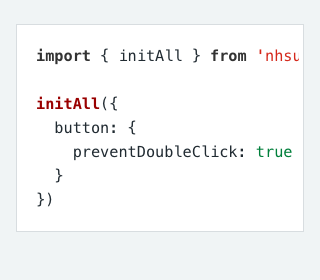 import { initAll } from 'nhsu
initAll({
  button: {
    preventDoubleClick: true
  }
})